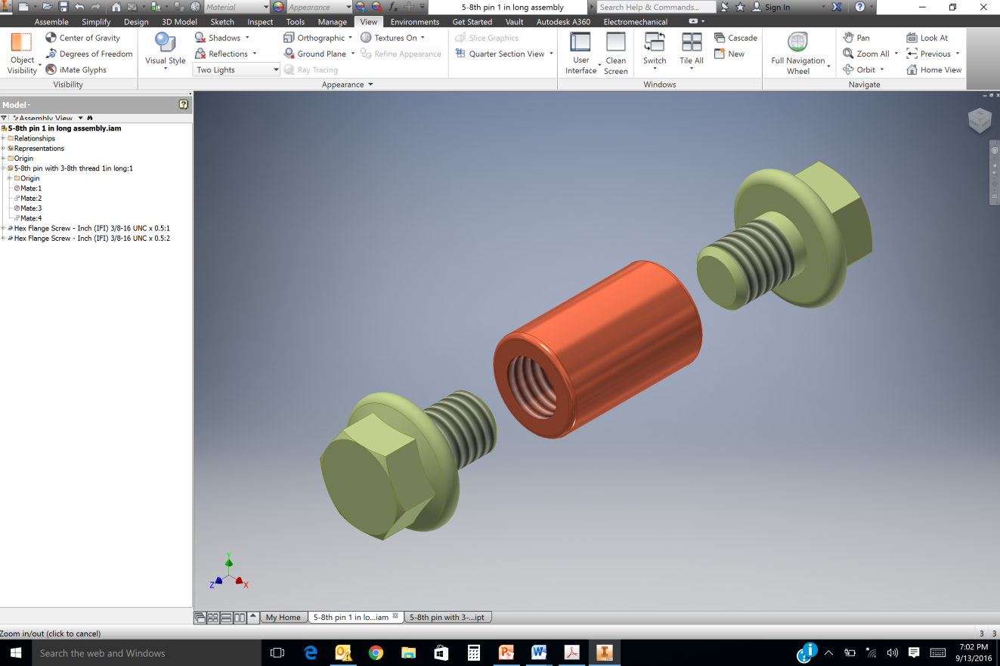 Material
Appearance
5-8th pin 1 in long assembly
Search Help & Commands...
Sign In
Assemble Simplify Design 3D Model Sketch Inspect Tools Manage View Environments Get Started Vault Autodesk A360 Electromechanical
Object Visibility
Center of Gravity
Degrees of Freedom
iMate Glyphs
Visibility
Visual Style
Shadows
Reflections
Two Lights
Orthographic
Ground Plane
Ray Tracing
Textures On
Refine Appearance
Appearance
Slice Graphics
Quarter Section View
User Interface
Clean Screen
Switch
Tile All
Cascade
New
Windows
Full Navigation Wheel
Pan
Zoom All
Orbit
Look At
Previous
Home View
Navigate
Model
Assembly View
5-8th pin 1 in long assembly.iam
Relationships
Representations
Origin
5-8th pin with 3-8th thread 1in long:1
Origin
Mate:1
Mate:2
Mate:3
Mate:4
Hex Flange Screw - Inch (IFI) 3/8-16 UNC x 0.5:1
Hex Flange Screw - Inch (IFI) 3/8-16 UNC x 0.5:2
Y
Z
X
My Home
5-8th pin 1 in lo...iam
5-8th pin with 3-...ipt
Zoom in/out (click to cancel)
3 3
Search the web and Windows
7:02 PM
9/13/2016